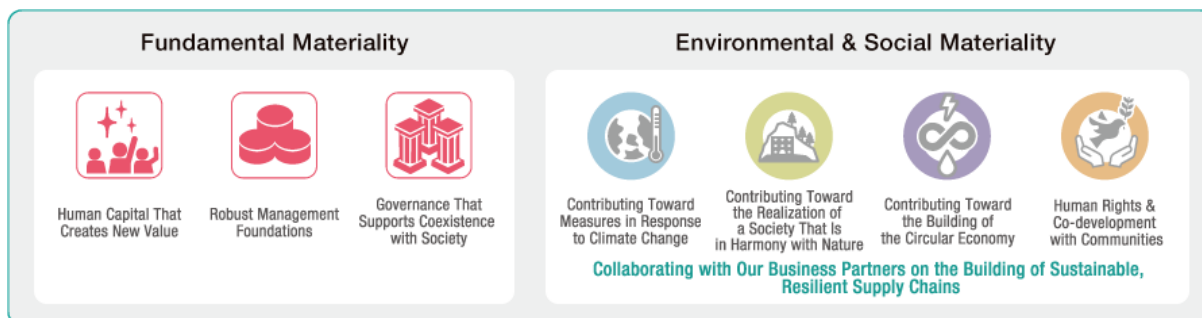 Fundamental Materiality
Human Capital That
Creates New Value
Robust Management
Foundations
Governance That
Supports Coexistence
with Society
Environmental & Social Materiality
Contributing Toward
Measures in Response
to Climate Change
Contributing Toward
the Realization of
a Society That Is
in Harmony with Nature
Contributing Toward
the Building of
the Circular Economy
Human Rights &
Co-development
with Communities
Collaborating with Our Business Partners on the Building of Sustainable,
Resilient Supply Chains